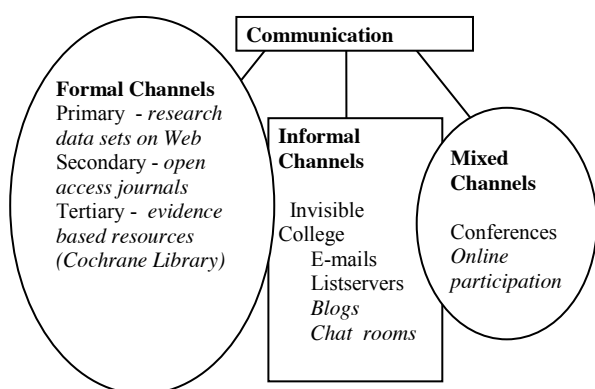 Communication
Formal Channels
Primary - research
data sets on Web
Secondary - open
access journals
Tertiary - evidence
based resources
(Cochrane Library)
Informal
Channels
Invisible
College
E-mails
Listservers
Blogs
Chat rooms
Mixed
Channels
Conferences
Online
participation